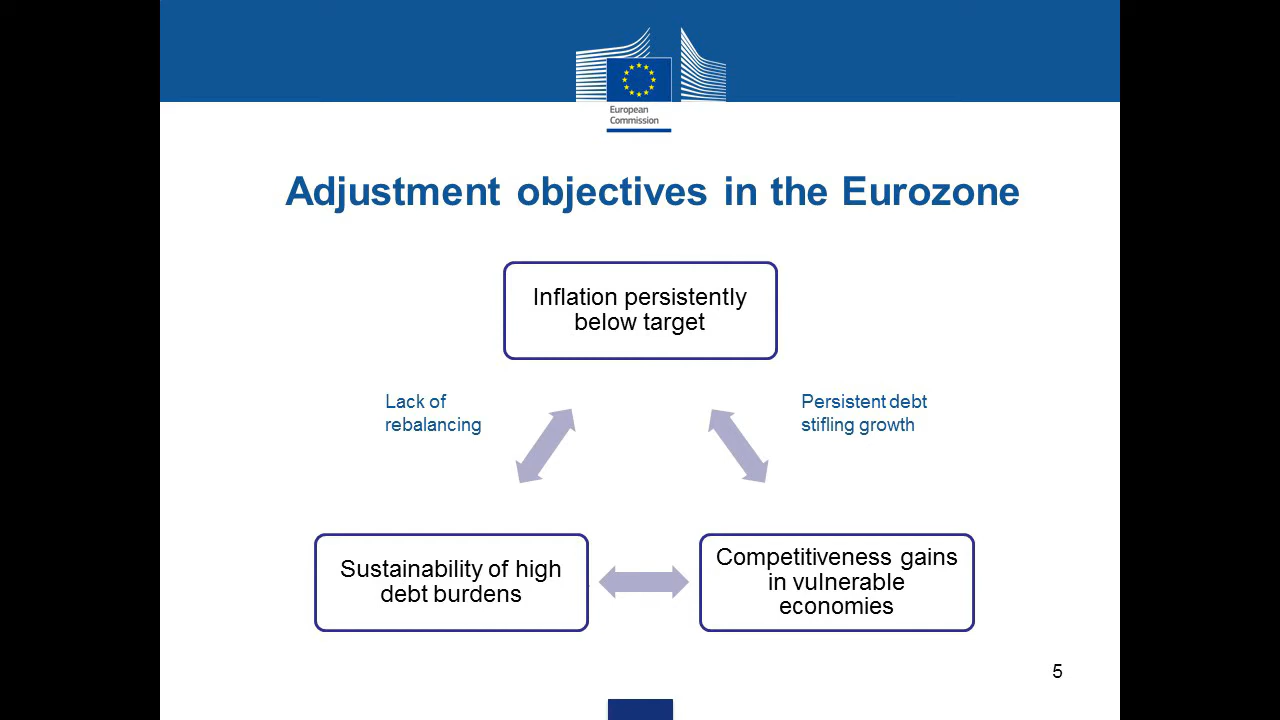 European
Commission
Adjustment objectives in the Eurozone
Inflation persistently
below target
Lack of
rebalancing
Persistent debt
stifling growth
Sustainability of high
debt burdens
Competitiveness gains
in vulnerable
economies
5